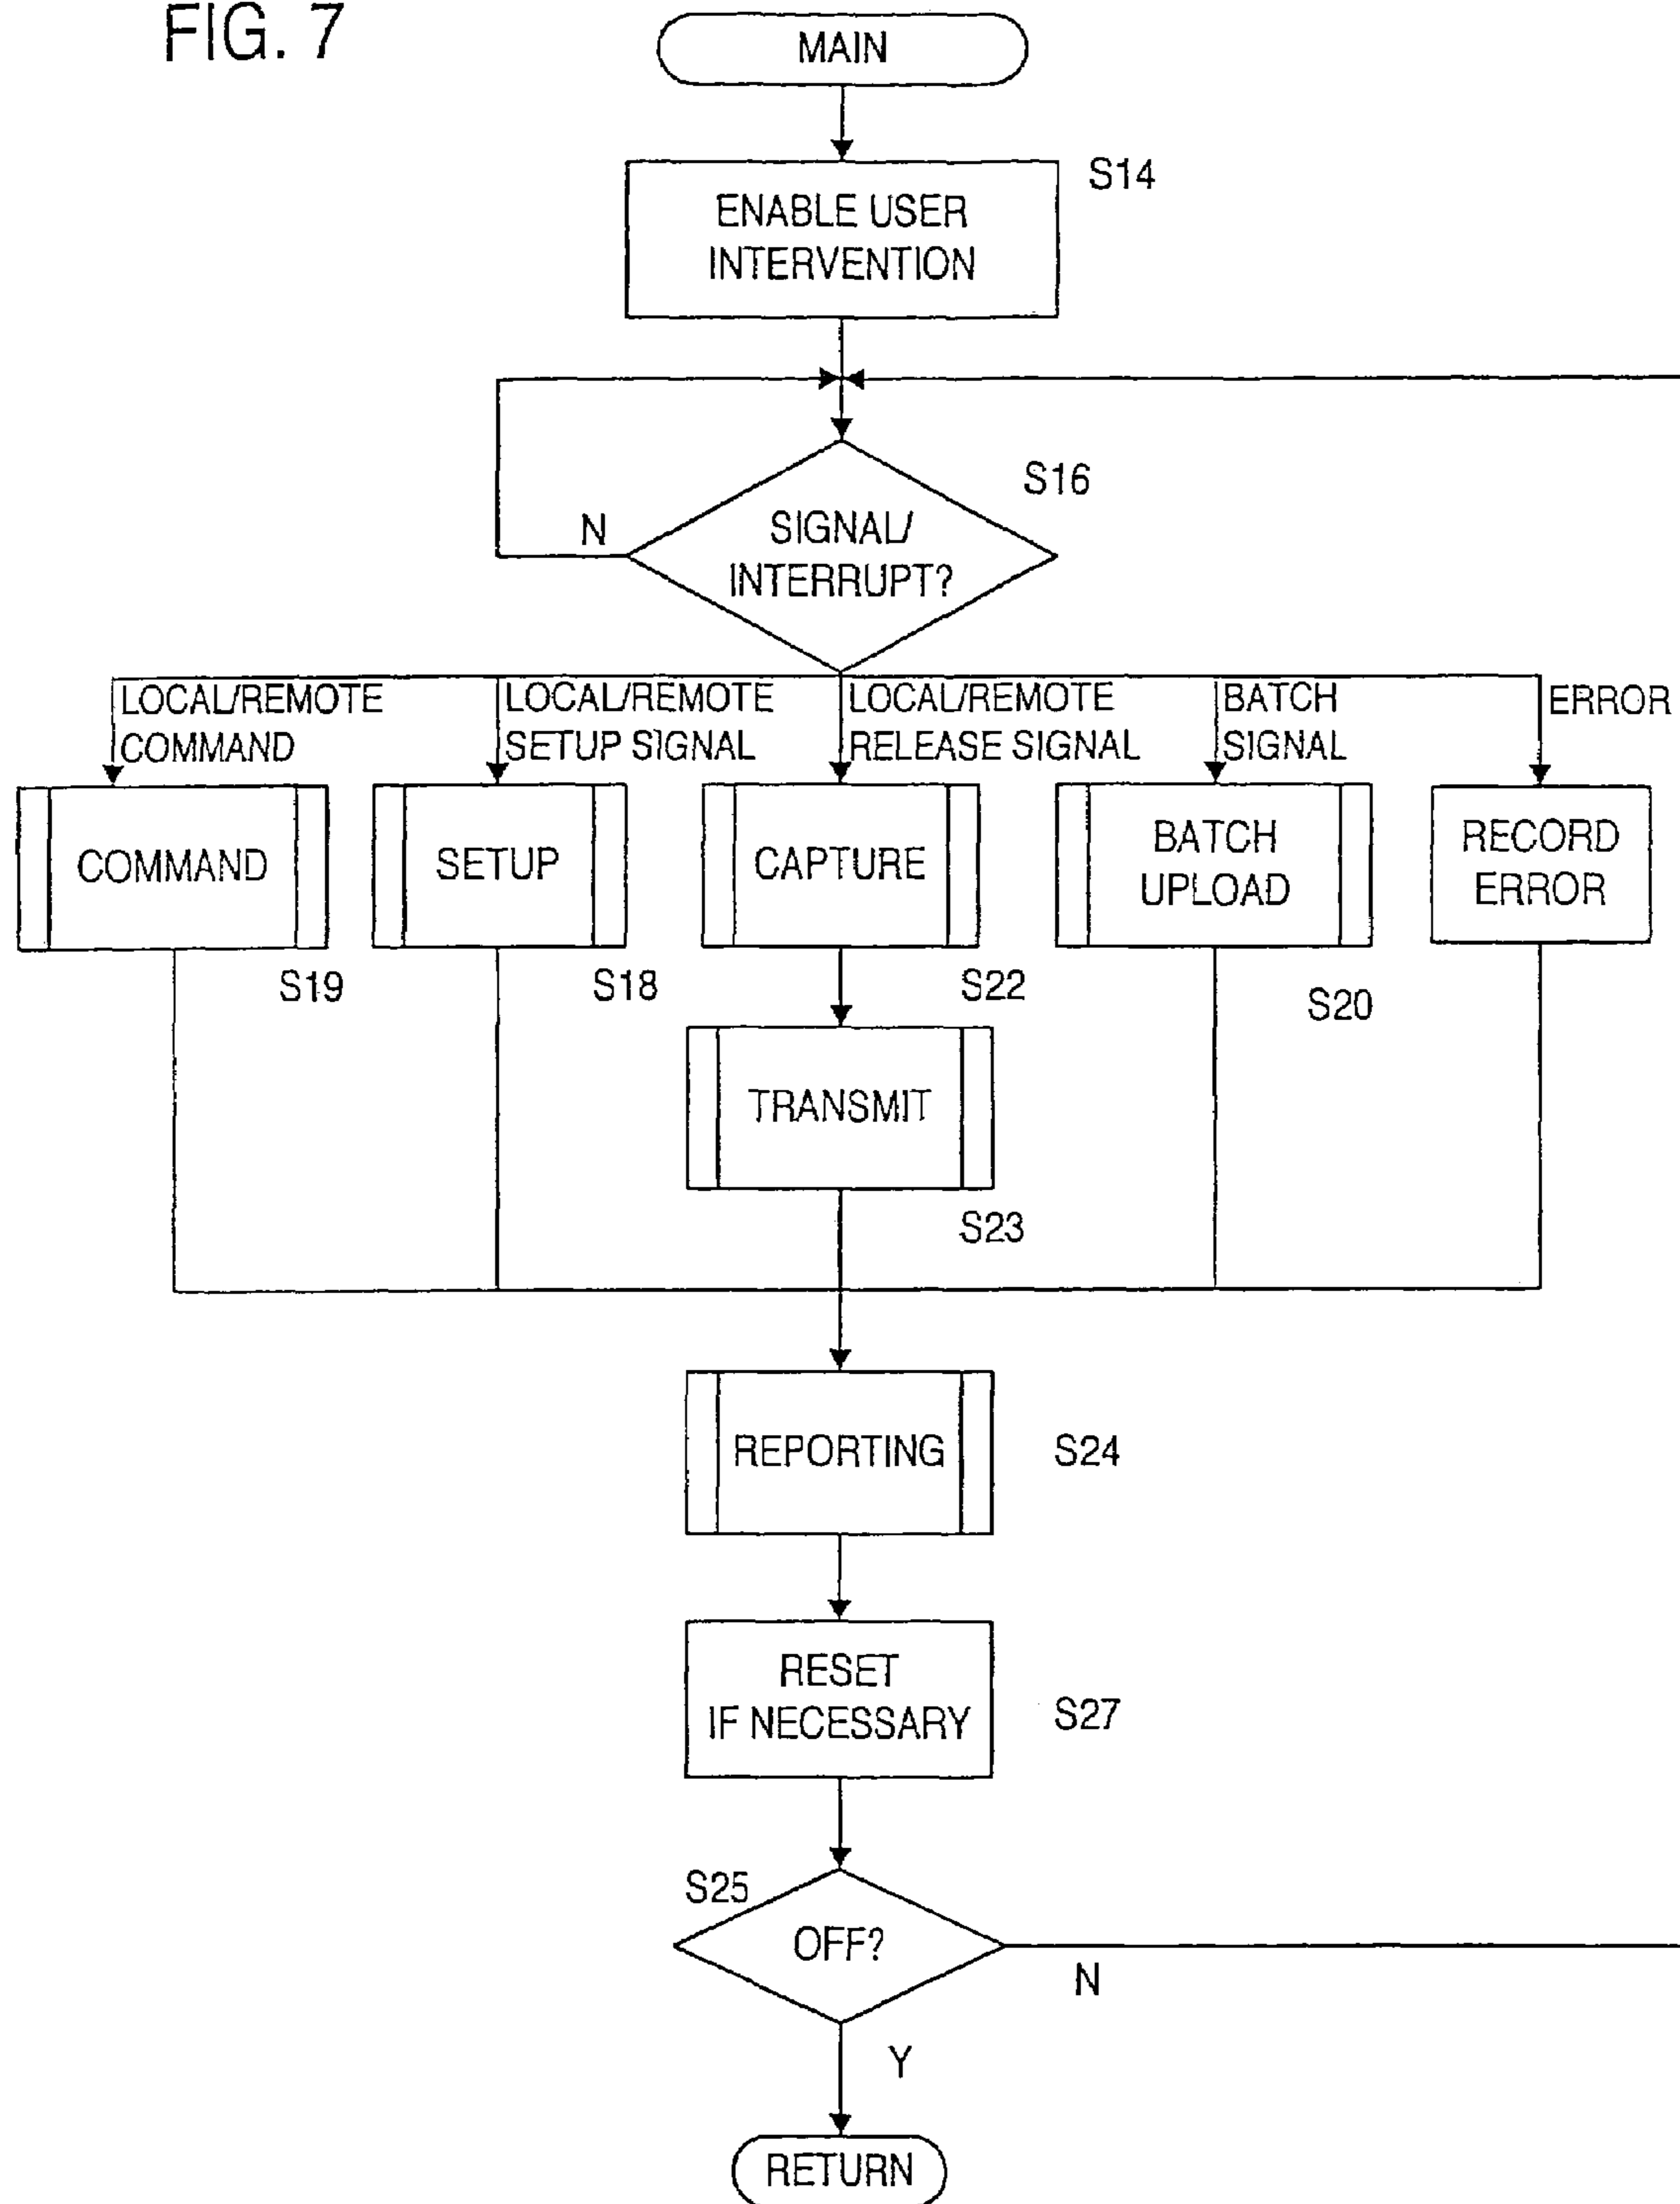 FIG. 7
MAIN
S14
ENABLE USER
INTERVENTION
S16
N
SIGNAL/
INTERRUPT?
LOCAL/REMOTE
COMMAND
LOCAL/REMOTE
SETUP SIGNAL
LOCAL/REMOTE
RELEASE SIGNAL
BATCH
SIGNAL
ERROR
COMMAND
SETUP
CAPTURE
BATCH
UPLOAD
RECORD
ERROR
S19
S18
S22
S20
TRANSMIT
S23
REPORTING
S24
RESET
IF NECESSARY
S27
S25
OFF?
N
Y
RETURN